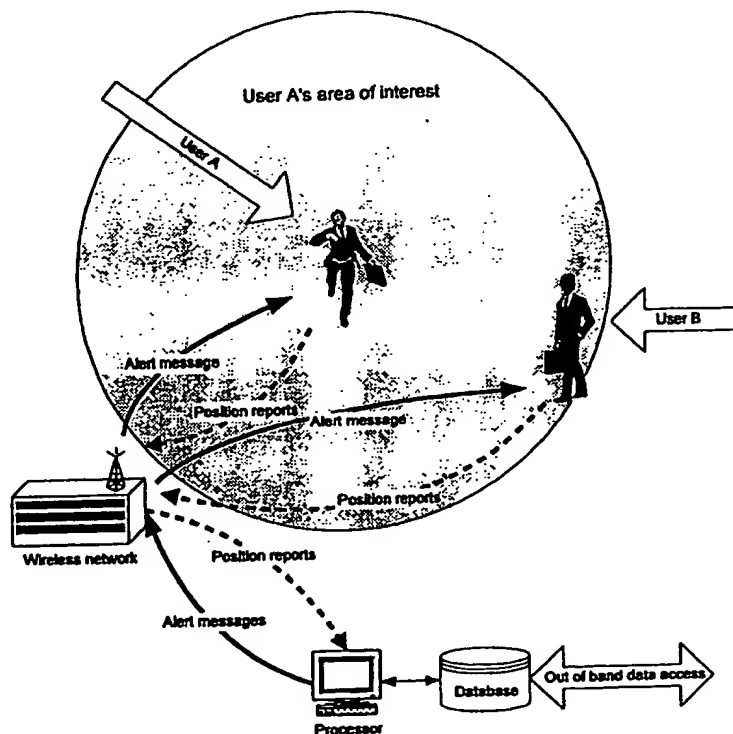 User A's area of interest
User A
User B
Alert message
Position reports
Alert message
Position reports
Wireless network
Position reports
Alert messages
Database
Out of band data access
Processor